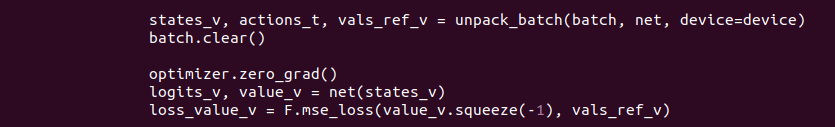 states_v, actions_t, vals_ref_v = unpack_batch(batch, net, device=device)
batch.clear()
optimizer.zero_grad()
logits_v, value_v = net(states_v)
loss_value_v = F.mse_loss(value_v.squeeze(-1), vals_ref_v)